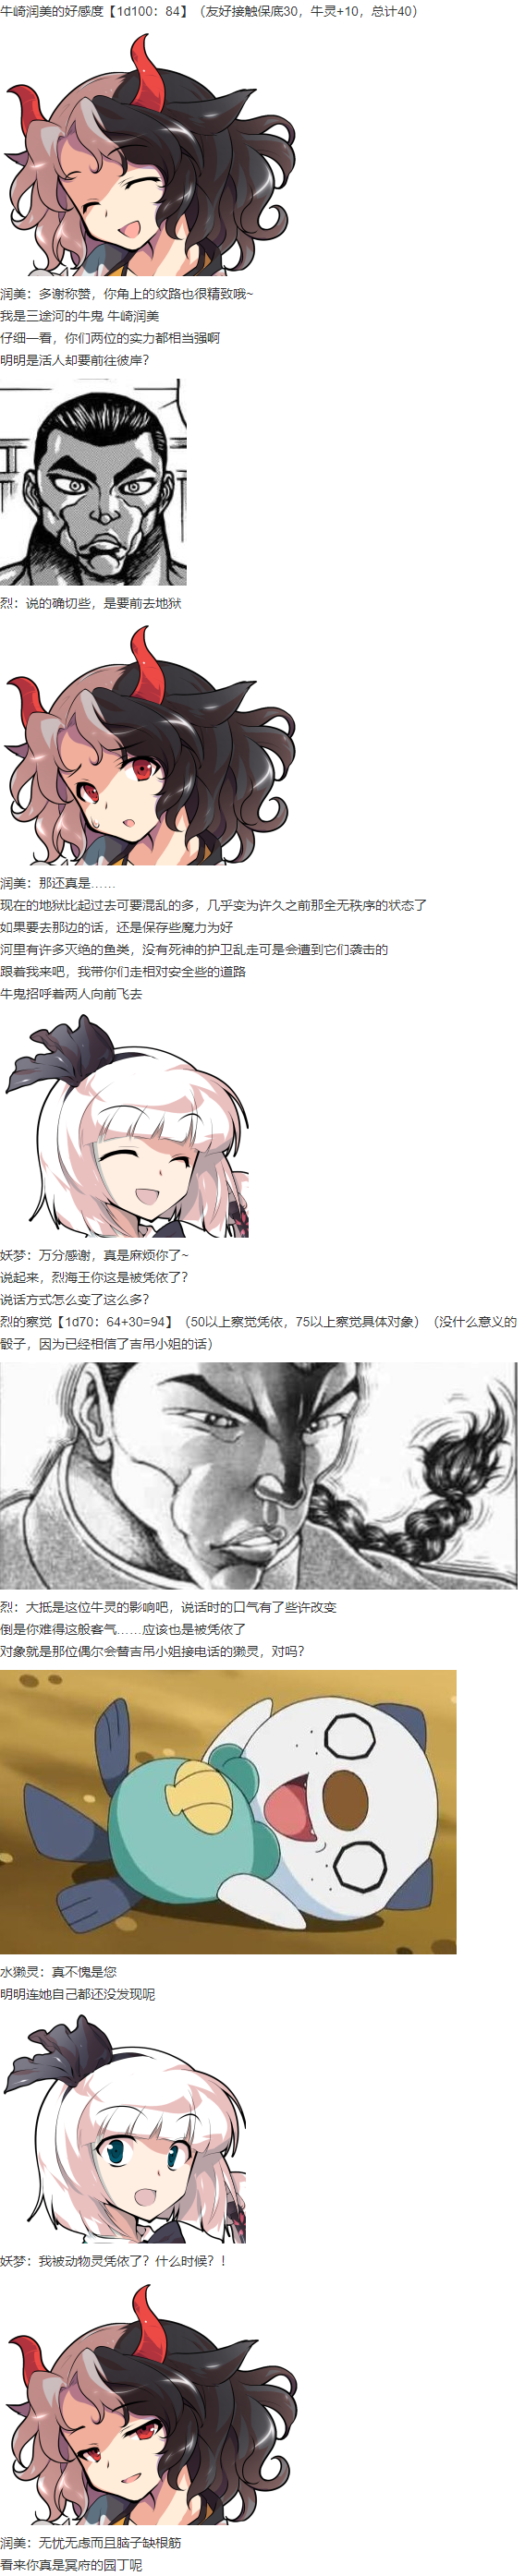 牛崎润美的好感度【1d100：84】（友好接触保底30，牛灵+10，总计40）
润美：多谢称赞，你角上的纹路也很精致哦~
我是三途河的牛鬼 牛崎润美
仔细一看，你们两位的实力都相当强啊
明明是活人却要前往彼岸？
烈：说的确切些，是要前去地狱
润美：那还真是……
现在的地狱比起过去可要混乱的多，几乎变为许久之前那全无秩序的状态了
如果要去那边的话，还是保存些魔力为好
河里有许多灭绝的鱼类，没有死神的护卫乱走可是会遭到它们袭击的
跟着我来吧，我带你们走相对安全些的道路
牛鬼招呼着两人向前飞去
妖梦：万分感谢，真是麻烦你了~
说起来，烈海王你这是被凭依了？
说话方式怎么变了这么多？
烈的察觉【1d70：64+30=94】（50以上察觉凭依，75以上察觉具体对象）（没什么意义的
骰子，因为已经相信了吉吊小姐的话）
烈：大抵是这位牛灵的影响吧，说话时的口气有了些许改变
倒是你难得这般客气……应该也是被凭依了
对象就是那位偶尔会替吉吊小姐接电话的獭灵，对吗？
水獭灵：真不愧是您
明明连她自己都还没发现呢
妖梦：我被动物灵凭依了？什么时候？！
润美：无忧无虑而且脑子缺根筋
看来你真是冥府的园丁呢